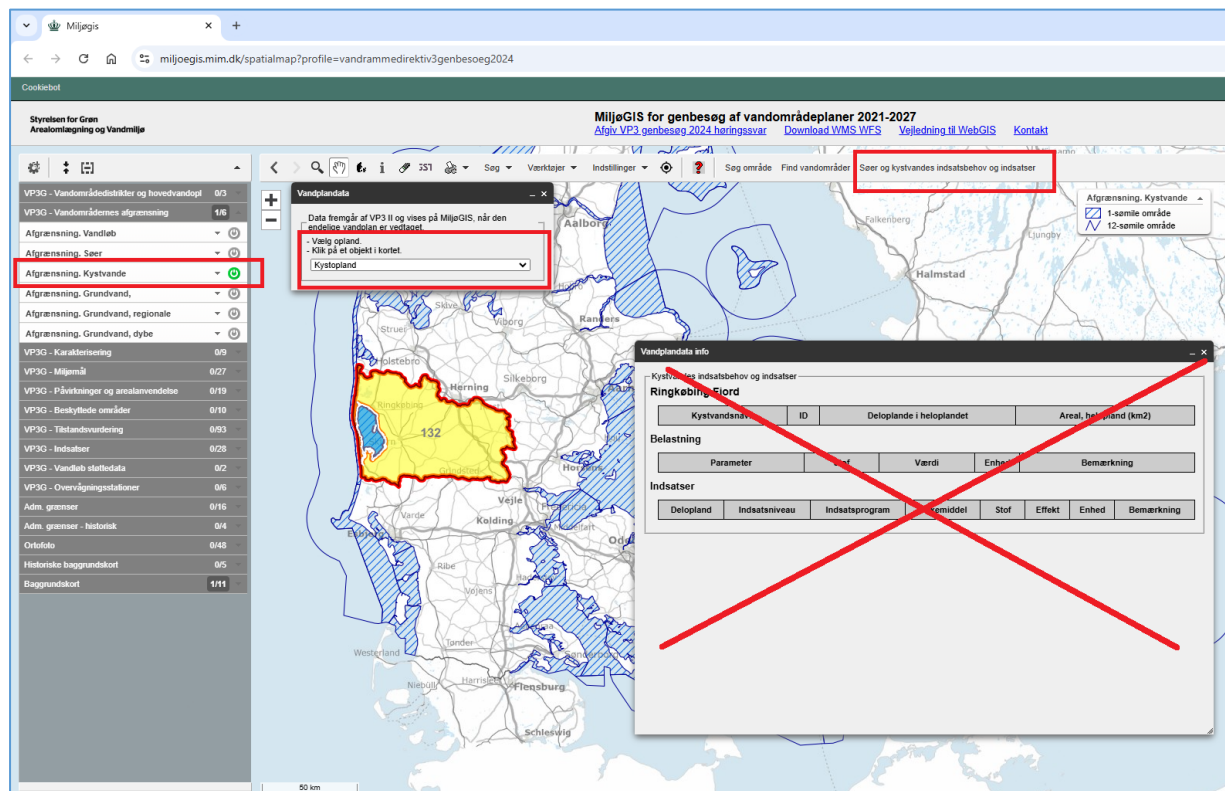 Miljøgis
miljoegis.mim.dk/spatialmap?profile=vandrammedirektiv3genbesoeg2024
Cookiebot
Styrelsen for Grøn
Arealomlægning og Vandmiljø
MiljøGIS for genbesøg af vandområdeplaner 2021-2027
Afgiv VP3 genbesøg 2024 høringssvar Download WMS WFS Vejledning til WebGIS Kontakt
Søg Værktøjer Indstillinger Søg område Find vandområder Søer og kystvandes indsatsbehov og indsatser
VP3G - Vandområdedistrikter og hovedvandopl 0/3
VP3G - Vandområdernes afgrænsning 1/6
Afgrænsning. Vandløb
Afgrænsning. Søer
Afgrænsning. Kystvande
Afgrænsning. Grundvand,
Afgrænsning. Grundvand, regionale
Afgrænsning. Grundvand, dybe
VP3G - Karakterisering 0/9
VP3G - Miljømål 0/27
VP3G - Påvirkninger og arealanvendelse 0/19
VP3G - Beskyttede områder 0/10
VP3G - Tilstandsvurdering 0/93
VP3G - Indsatser 0/28
VP3G - Vandløb støttedata 0/2
VP3G - Overvågningsstationer 0/6
Adm. grænser 0/16
Adm. grænser - historisk 0/4
Ortofoto 0/48
Historiske baggrundskort 0/5
Baggrundskort 1/11
Vandplandata
Data fremgår af VP3 II og vises på MiljøGIS, når den
endelige vandplan er vedtaget.
- Vælg opland.
- Klik på et objekt i kortet.
Kystopland
Afgrænsning. Kystvande
1-sømile område
12-sømile område
Aalborg
Falkenberg
Ljungby
Halmstad
Skive
Viborg
Randers
Struer
Holstebro
Herning
Silkeborg
Ringkøbing
132
Grindsted
Vejle
Varde
Kolding
Esbjerg
Ribe
Vojens
Tønder
Westerland
Niebüll
Harrislee
Flensburg
Schleswig
50 km
Vandplandata info
Kystvandes indsatsbehov og indsatser
Ringkøbing Fjord
Kystvandsnavn ID Deloplande i heloplandet Areal, helopland (km2)
Belastning
Parameter Stof Værdi Enhed Bemærkning
Indsatser
Delopland Indsatsniveau Indsatsprogram Stof Effekt Enhed Bemærkning